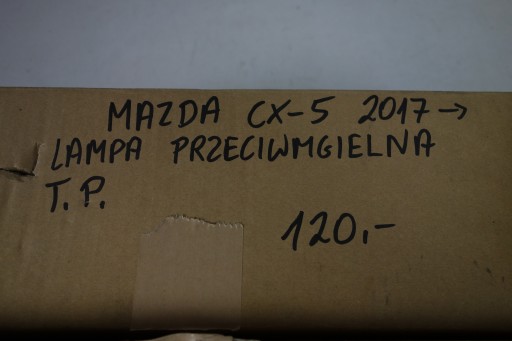 MAZDA CX-5 2017→
LAMPA PRZECIWMGIELNA
T.P.
120,-